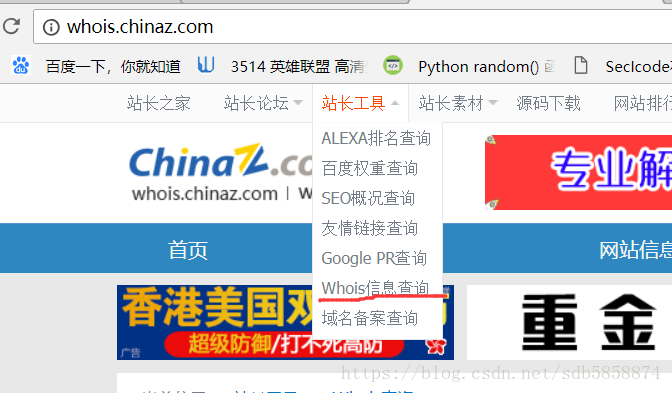 whois.chinaz.com
百度一下，你就知道 3514 英雄联盟 高清 Python random() 函 SecIcode
站长之家 站长论坛 站长工具 站长素材 源码下载 网站排行
ALEXA排名查询
百度权重查询
SEO概况查询
友情链接查询
Google PR查询
Whois信息查询
域名备案查询
ChinaZ.co
whois.chinaz.com | W
专业解
首页 网站信息
香港美国双
超级防御/打不死高防
广告
重金
https://blog.csdn.net/sdb5858874